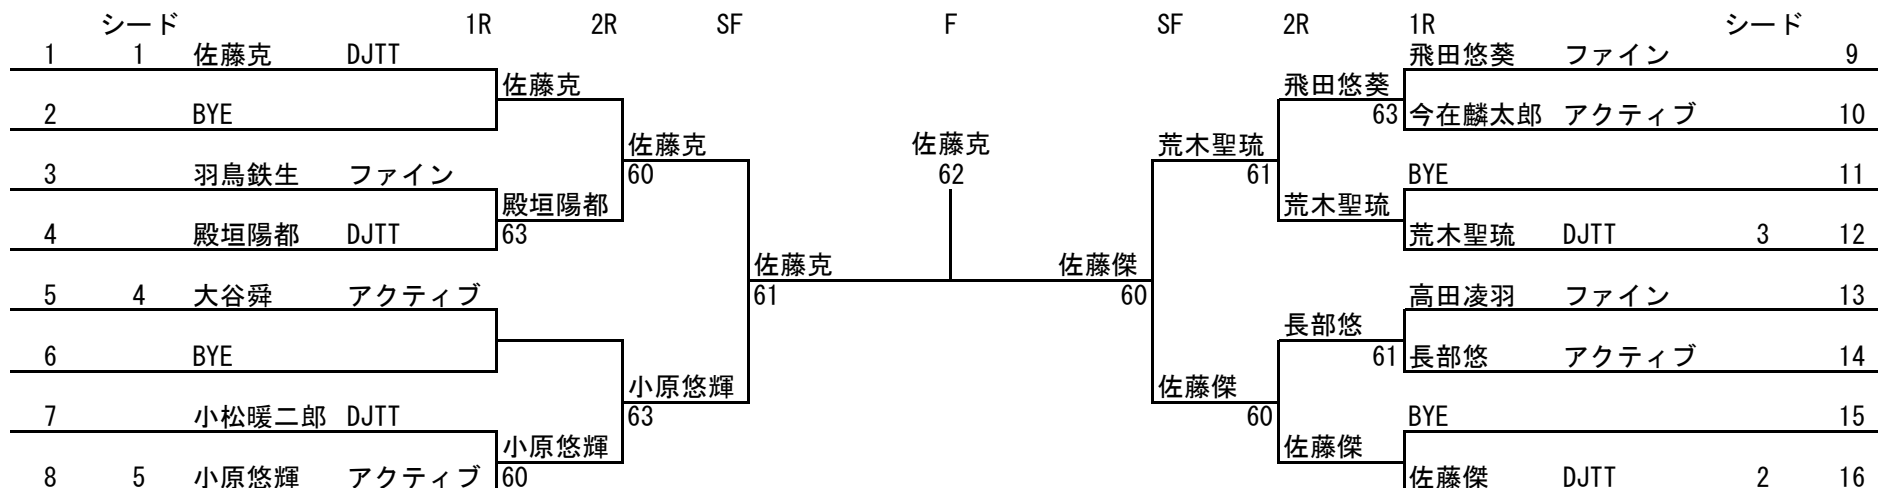 シード 1R 2R SF F SF 2R 1R シード
1 1 佐藤克 DJTT 飛田悠葵 ファイン 9
佐藤克 飛田悠葵
2 BYE 63 今在麟太郎 アクティブ 10
佐藤克 佐藤克 荒木聖琉
3 羽鳥鉄生 ファイン 60 62 61 BYE 11
殿垣陽都 荒木聖琉
4 殿垣陽都 DJTT 63 荒木聖琉 DJTT 3 12
佐藤克 佐藤傑
5 4 大谷舜 アクティブ 61 60 高田凌羽 ファイン 13
長部悠
6 BYE 61 長部悠 アクティブ 14
小原悠輝 佐藤傑
7 小松暖二郎 DJTT 63 60 BYE 15
小原悠輝 佐藤傑
8 5 小原悠輝 アクティブ 60 佐藤傑 DJTT 2 16